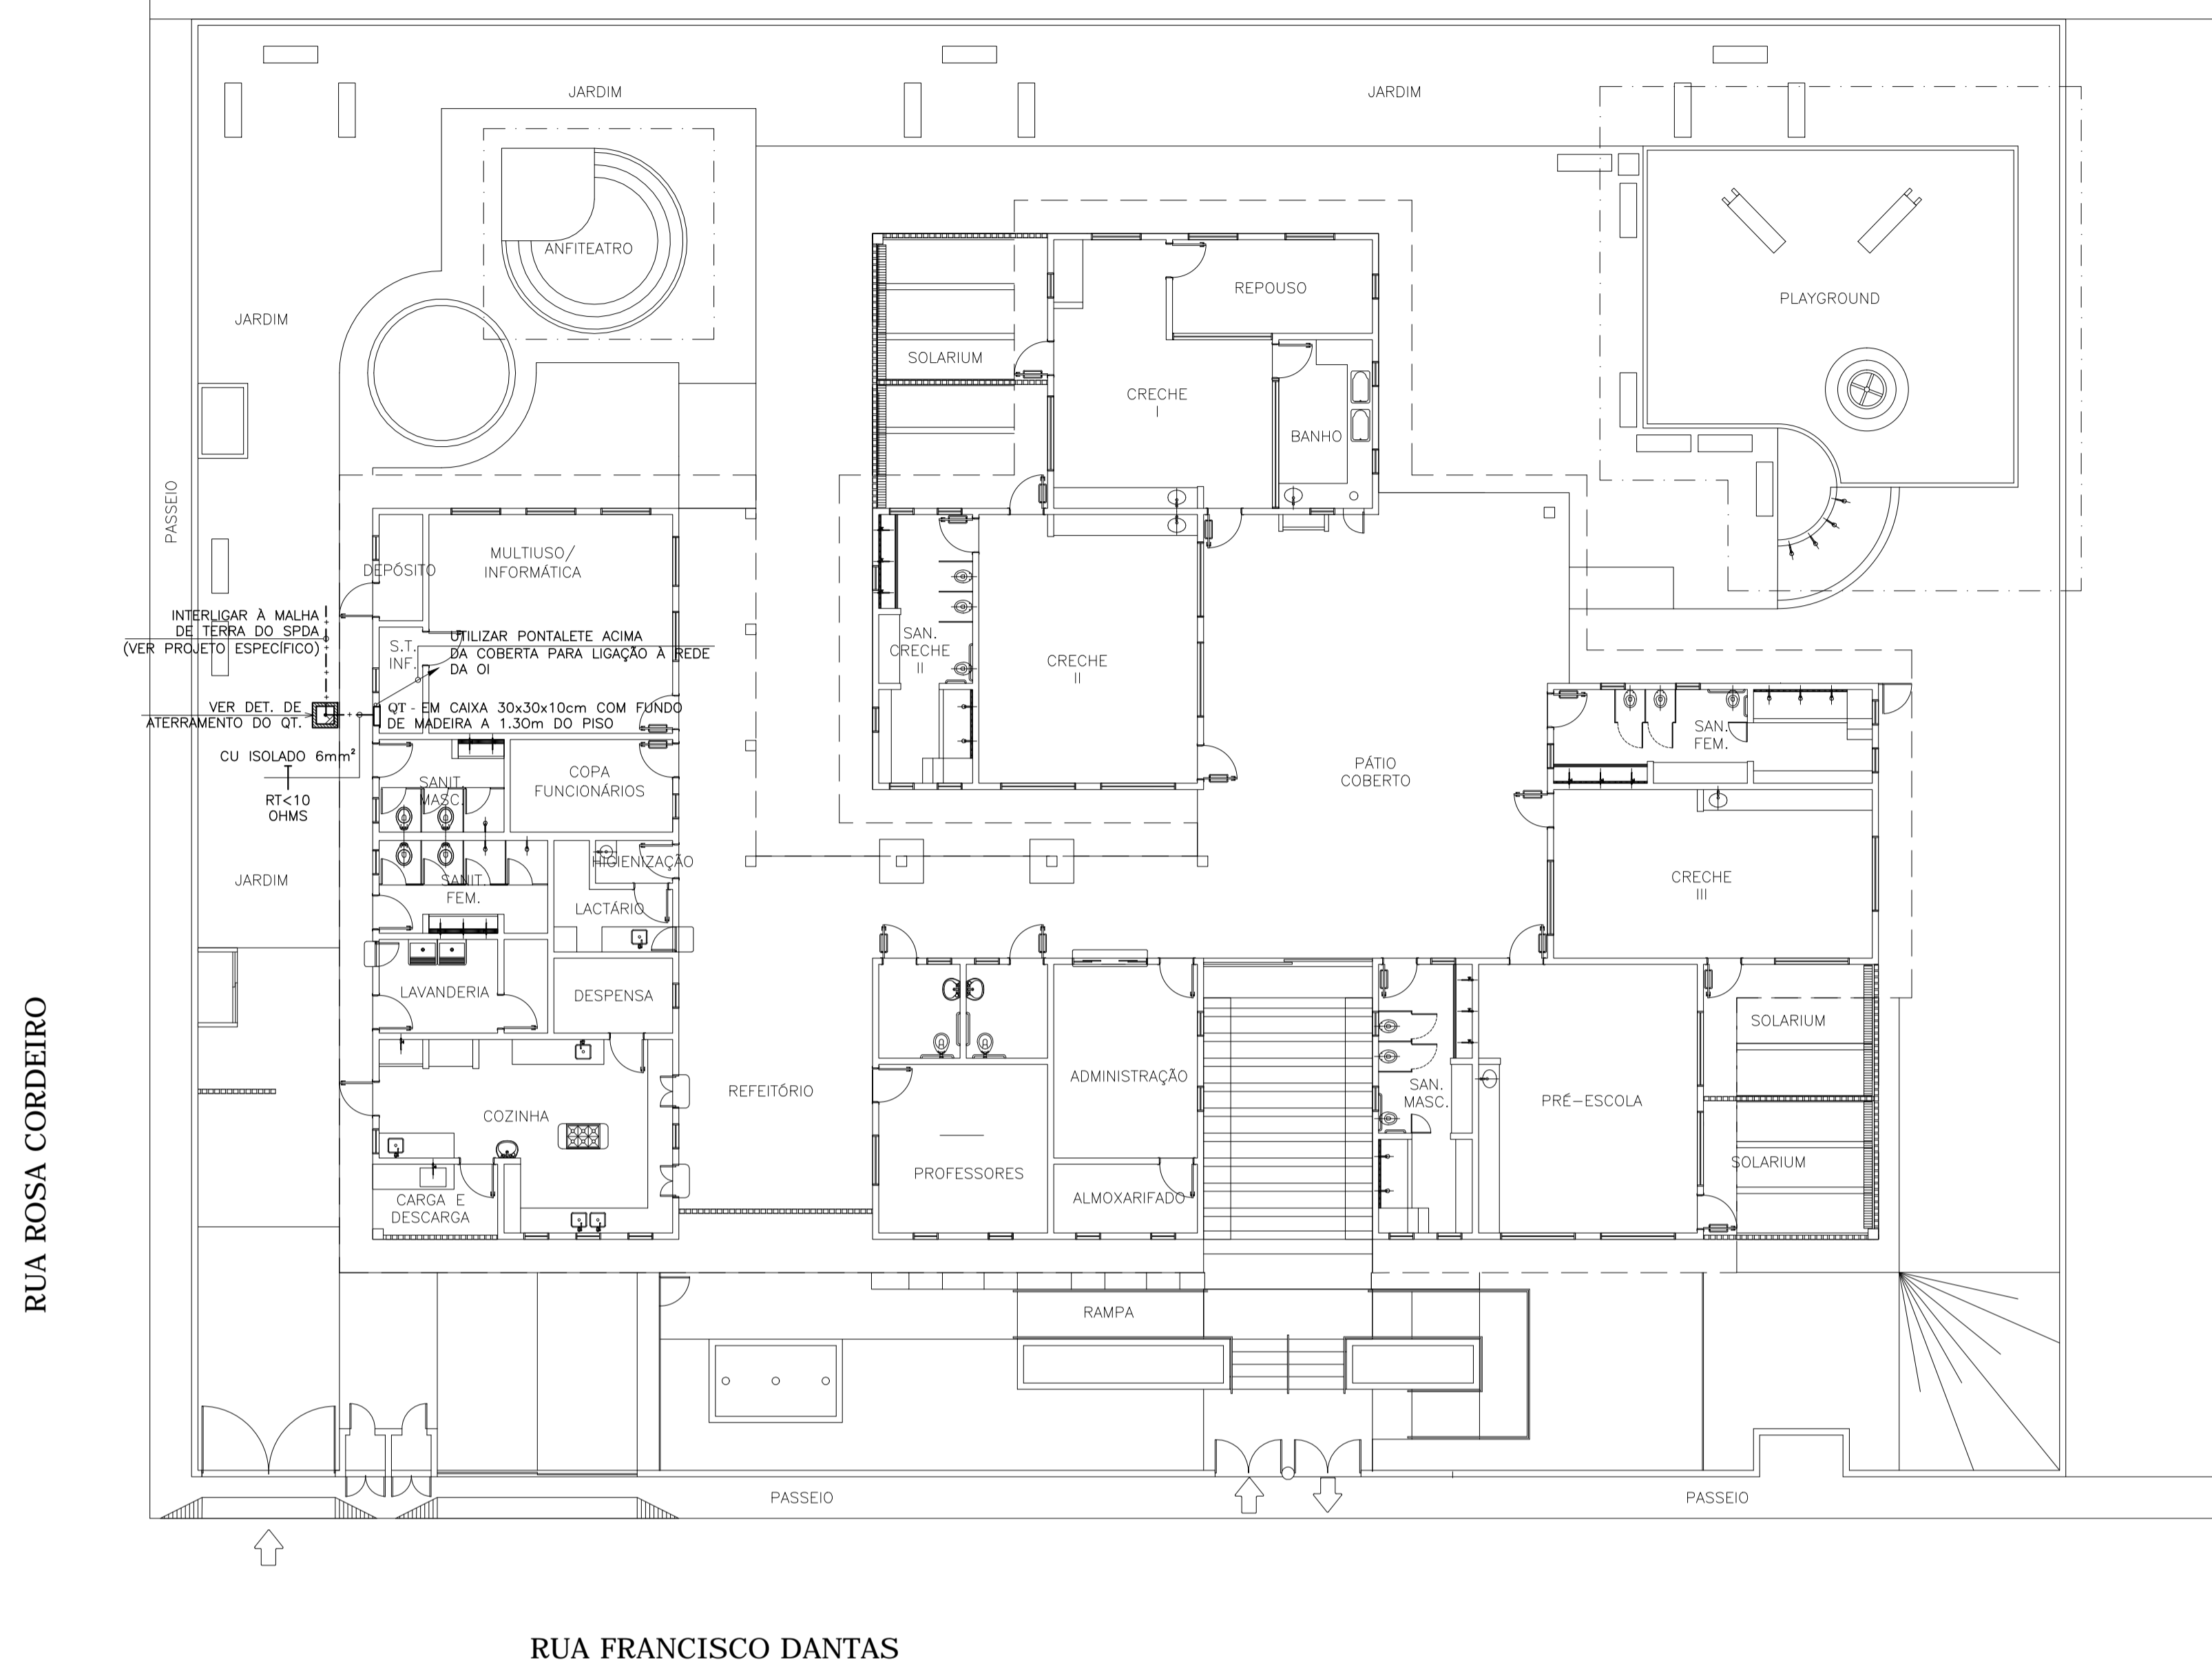 JARDIM
JARDIM
ANFITEATRO
JARDIM
REPOUSO
PLAYGROUND
SOLARIUM
CRECHE
I
BANHO
PASSEIO
MULTIUSO/
INFORMÁTICA
DEPÓSITO
INTERLIGAR À MALHA
DE TERRA DO SPDA
(VER PROJETO ESPECÍFICO)
S.T.
INF.
UTILIZAR PONTALETE ACIMA
DA COBERTA PARA LIGAÇÃO À REDE
DA OI
SAN.
CRECHE
II
CRECHE
II
VER DET. DE
ATERRAMENTO DO QT.
QT - EM CAIXA 30x30x10cm COM FUNDO
DE MADEIRA A 1.30m DO PISO
SAN.
FEM.
CU ISOLADO 6mm²
RT<10
OHMS
SANIT.
MASC.
COPA
FUNCIONÁRIOS
PÁTIO
COBERTO
HIGIENIZAÇÃO
JARDIM
SANIT.
FEM.
LACTÁRIO
CRECHE
III
LAVANDERIA
DESPENSA
SOLARIUM
REFEITÓRIO
ADMINISTRAÇÃO
SAN.
MASC.
PRÉ-ESCOLA
COZINHA
PROFESSORES
SOLARIUM
CARGA E
DESCARGA
ALMOXARIFADO
RUA ROSA CORDEIRO
RAMPA
PASSEIO
PASSEIO
RUA FRANCISCO DANTAS